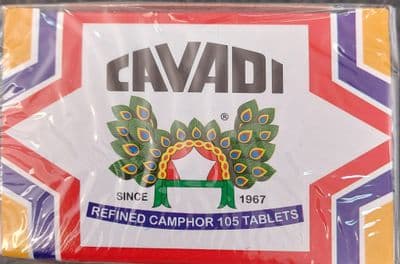 CAVADI
®
SINCE 1967
REFINED CAMPHOR 105 TABLETS